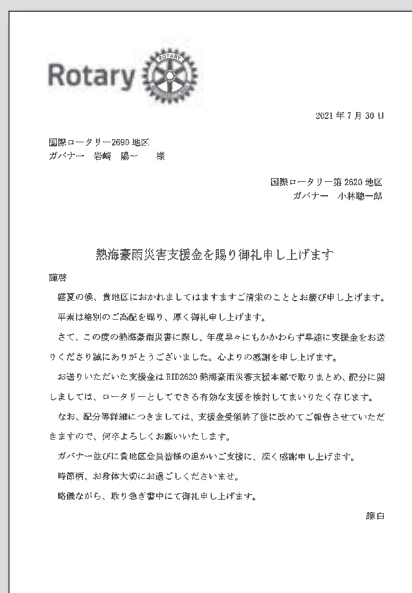 Rotary
2021 年 7 月 30 日
国際ロータリー2690 地区
ガバナー 岩崎 陽一 様
国際ロータリー第 2620 地区
ガバナー 小林聰一郎
熱海豪雨災害支援金を賜り御礼申し上げます
謹啓
盛夏の候、貴地区におかれましてはますますご清栄のこととお慶び申し上げます。
平素は格別のご高配を賜り、厚く御礼申し上げます。
さて、この度の熱海豪雨災害に際し、年度早々にもかかわらず早速に支援金をお送
りくださり誠にありがとうございました。心よりの感謝を申し上げます。
お送りいただいた支援金は RID2620 熱海豪雨災害支援本部で取りまとめ、配分に関
しましては、ロータリーとしてできる有効な支援を検討してまいりたく存じます。
なお、配分等詳細につきましては、支援金受領終了後に改めてご報告させていただ
きますので、何卒よろしくお願いいたします。
ガバナー並びに貴地区会員皆様の温かいご支援に、深く感謝申し上げます。
時節柄、お身体大切にお過ごしくださいませ。
略儀ながら、取り急ぎ書中にて御礼申し上げます。
謹白